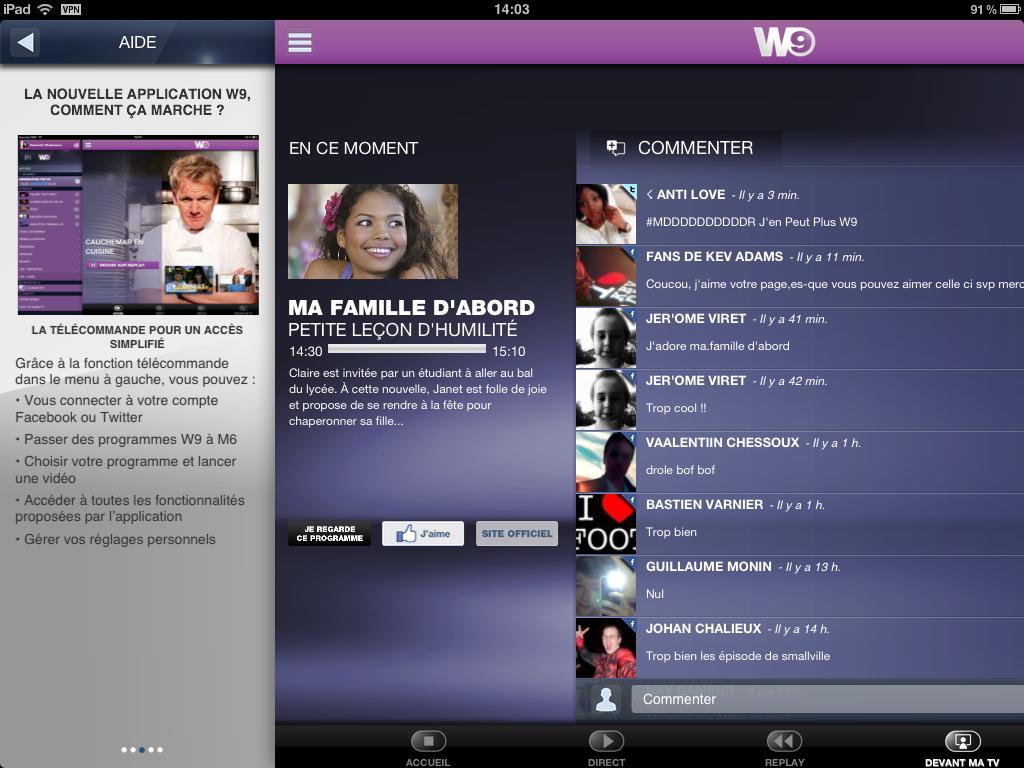 iPad VPN 14:03 91 %
AIDE
W9
LA NOUVELLE APPLICATION W9,
COMMENT ÇA MARCHE ?
W9
CAUCHEMAR EN
CUISINE
LA TÉLÉCOMMANDE POUR UN ACCÈS
SIMPLIFIÉ
Grâce à la fonction télécommande
dans le menu à gauche, vous pouvez :
• Vous connecter à votre compte
Facebook ou Twitter
• Passer des programmes W9 à M6
• Choisir votre programme et lancer
une vidéo
• Accéder à toutes les fonctionnalités
proposées par l'application
• Gérer vos réglages personnels
EN CE MOMENT
MA FAMILLE D'ABORD
PETITE LEÇON D'HUMILITÉ
14:30 15:10
Claire est invitée par un étudiant à aller au bal
du lycée. À cette nouvelle, Janet est folle de joie
et propose de se rendre à la fête pour
chaperonner sa fille...
JE REGARDE
CE PROGRAMME
J'aime
SITE OFFICIEL
COMMENTER
☇ ANTI LOVE - Il y a 3 min.
#MDDDDDDDDDDR J'en Peut Plus W9
FANS DE KEV ADAMS - Il y a 11 min.
Coucou, j'aime votre page,es-que vous pouvez aimer celle ci svp merc
JER'OME VIRET - Il y a 41 min.
J'adore ma.famille d'abord
JER'OME VIRET - Il y a 42 min.
Trop cool !!
VAALENTIIN CHESSOUX - Il y a 1 h.
drole bof bof
I
FOOT
BASTIEN VARNIER - Il y a 1 h.
Trop bien
GUILLAUME MONIN - Il y a 13 h.
Nul
JOHAN CHALIEUX - Il y a 14 h.
Trop bien les épisode de smallville
NAY GAMEUR - Il y a 14 h.
Commenter
ACCUEIL DIRECT REPLAY DEVANT MA TV